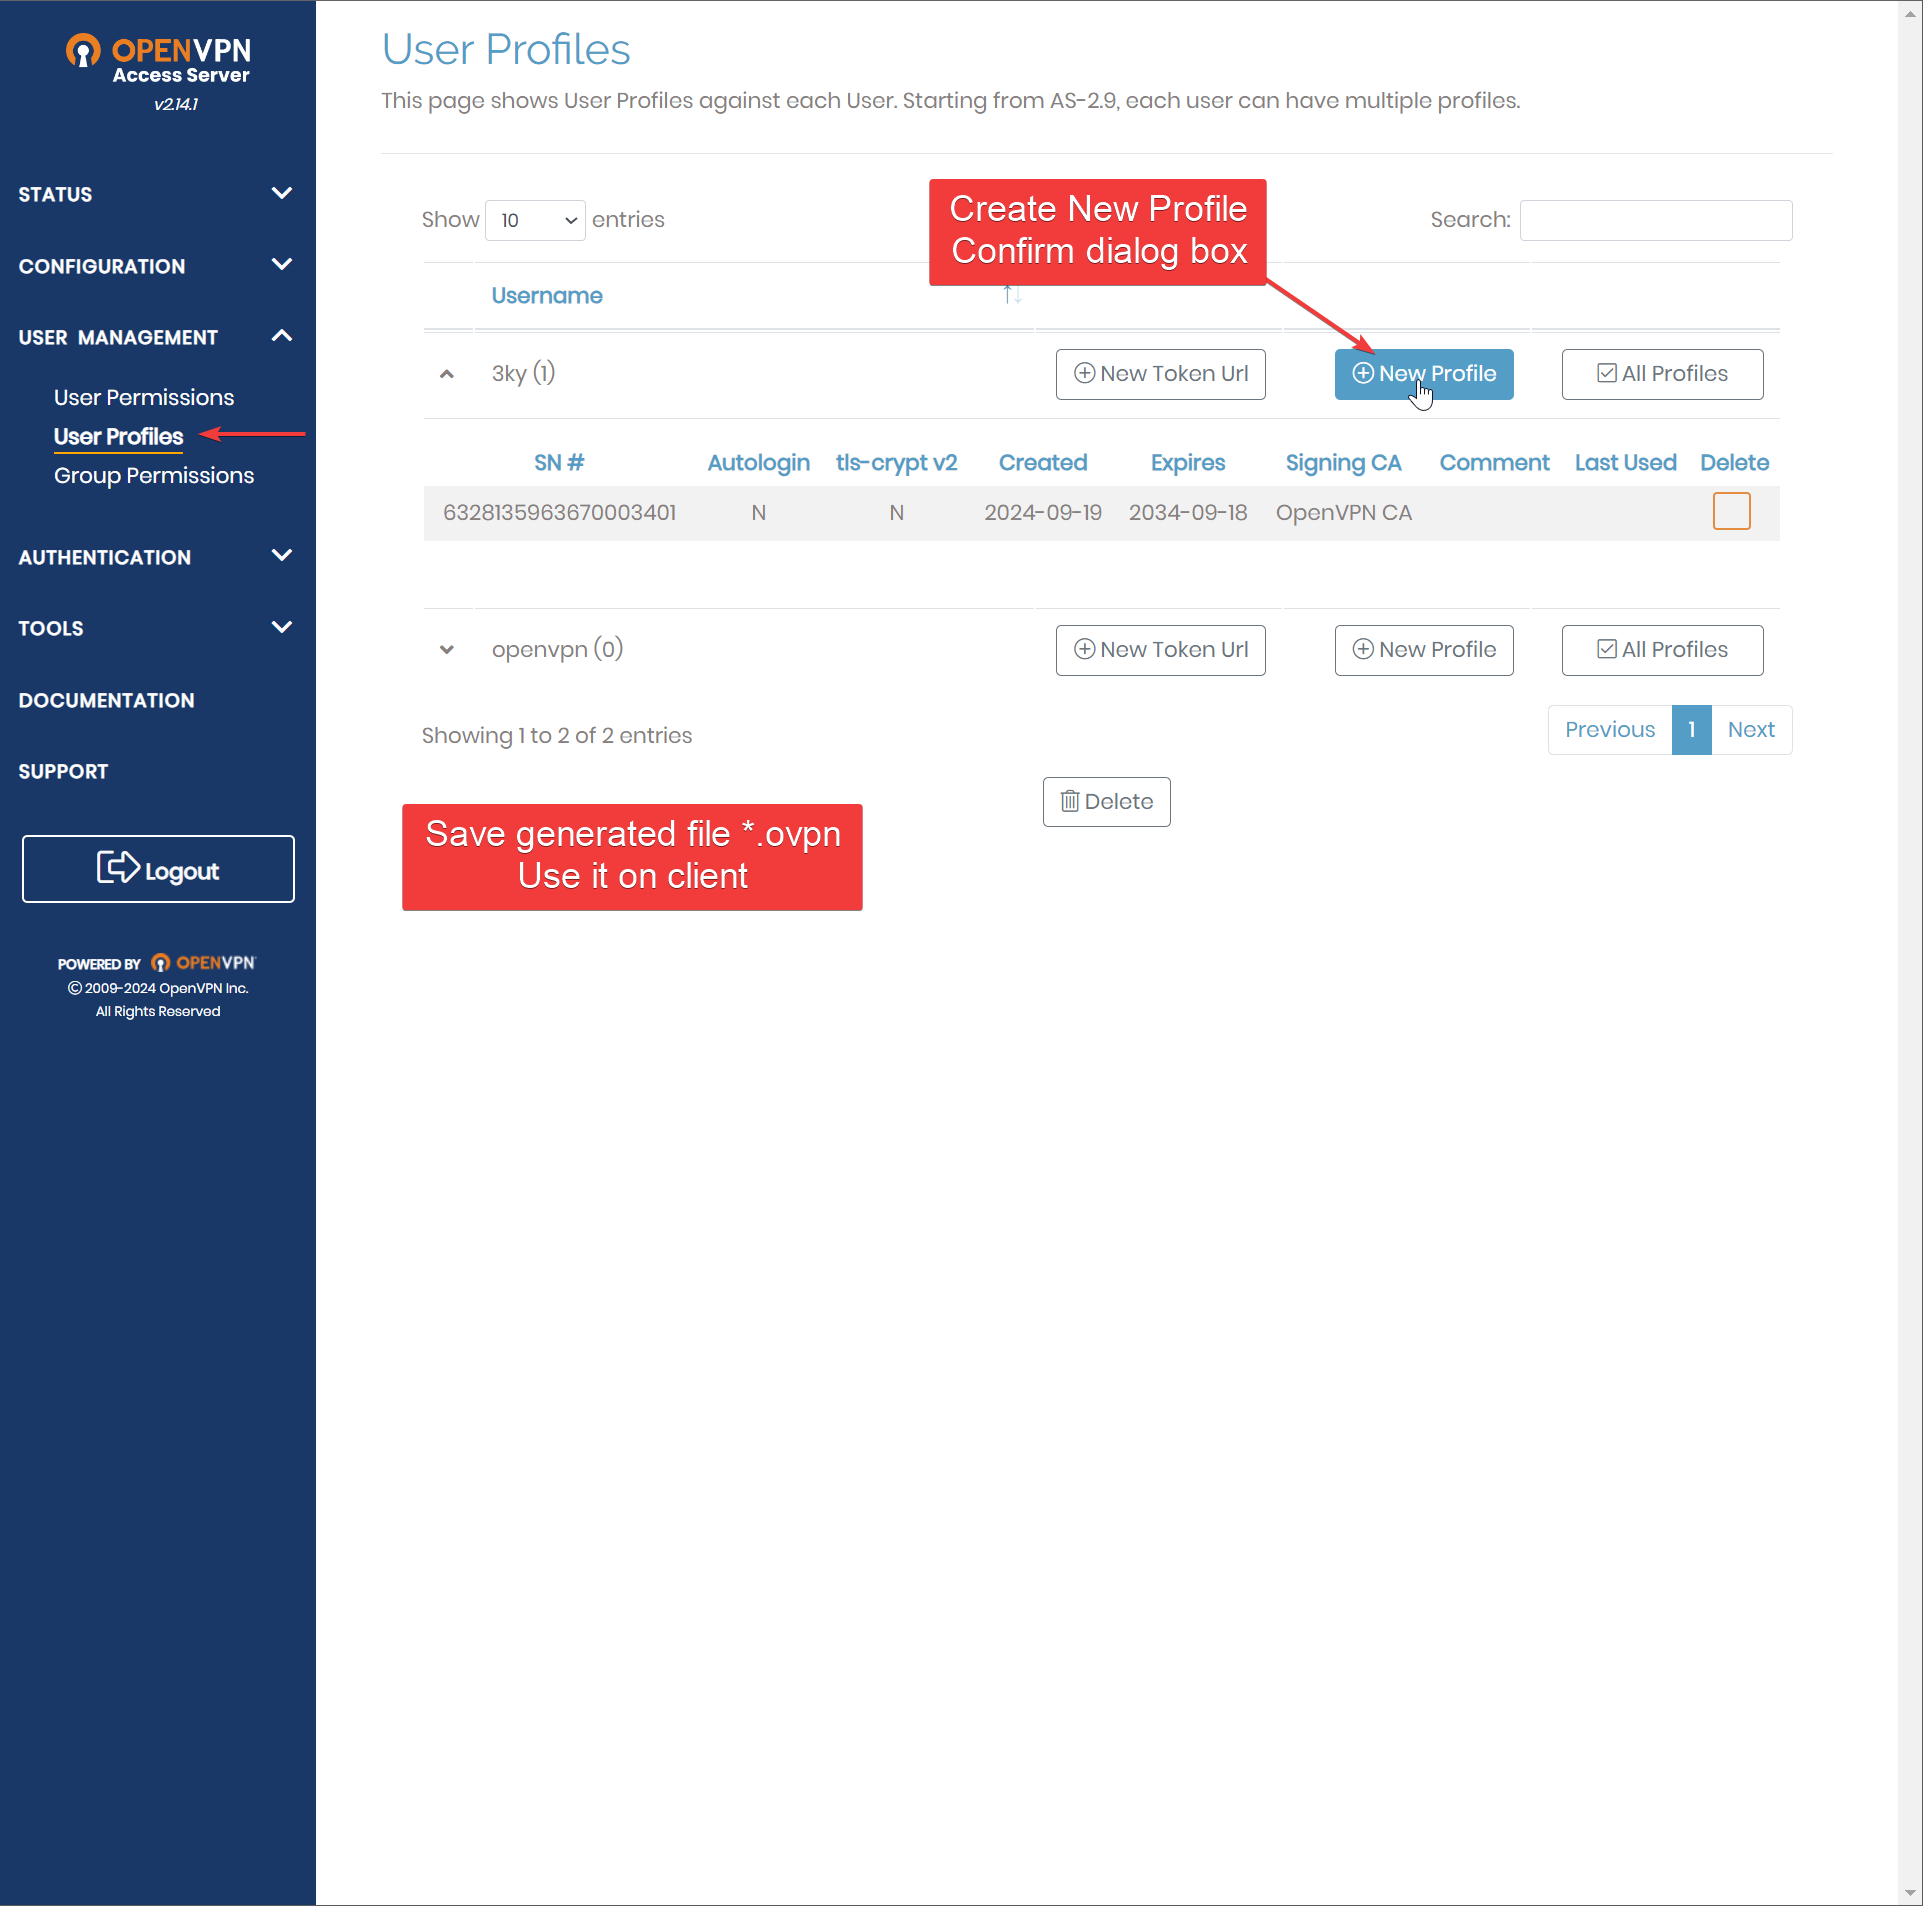 OPENVPN
Access Server
v2.14.1
STATUS
CONFIGURATION
USER MANAGEMENT
User Permissions
User Profiles
Group Permissions
AUTHENTICATION
TOOLS
DOCUMENTATION
SUPPORT
Logout
POWERED BY OPENVPN
© 2009-2024 OpenVPN Inc.
All Rights Reserved
User Profiles
This page shows User Profiles against each User. Starting from AS-2.9, each user can have multiple profiles.
Show 10 entries
Create New Profile
Confirm dialog box
Search:
Username
3ky (1) New Token Url New Profile All Profiles
SN # Autologin tls-crypt v2 Created Expires Signing CA Comment Last Used Delete
6328135963670003401 N N 2024-09-19 2034-09-18 OpenVPN CA
openvpn (0) New Token Url New Profile All Profiles
Showing 1 to 2 of 2 entries
Previous 1 Next
Delete
Save generated file *.ovpn
Use it on client